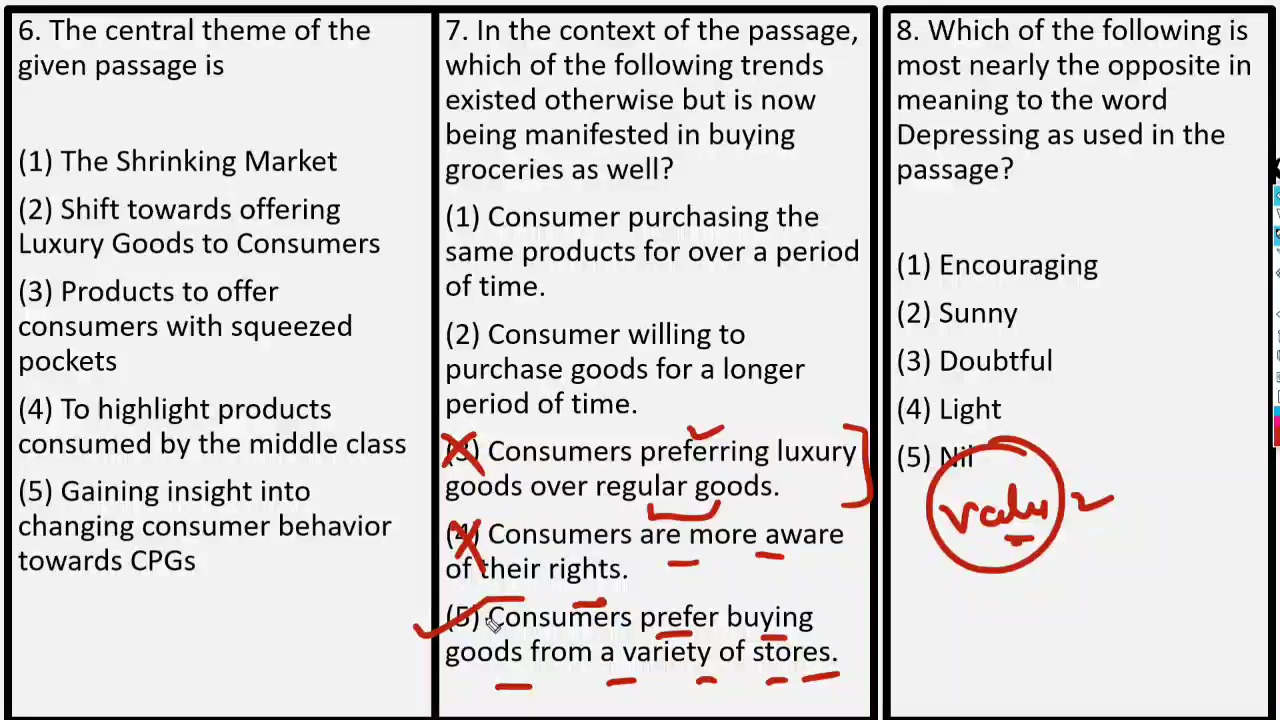 6. The central theme of the
given passage is
(1) The Shrinking Market
(2) Shift towards offering
Luxury Goods to Consumers
(3) Products to offer
consumers with squeezed
pockets
(4) To highlight products
consumed by the middle class
(5) Gaining insight into
changing consumer behavior
towards CPGs
7. In the context of the passage,
which of the following trends
existed otherwise but is now
being manifested in buying
groceries as well?
(1) Consumer purchasing the
same products for over a period
of time.
(2) Consumer willing to
purchase goods for a longer
period of time.
(3) Consumers preferring luxury
goods over regular goods.
(4) Consumers are more aware
of their rights.
(5) Consumers prefer buying
goods from a variety of stores.
8. Which of the following is
most nearly the opposite in
meaning to the word
Depressing as used in the
passage?
(1) Encouraging
(2) Sunny
(3) Doubtful
(4) Light
(5) Nil